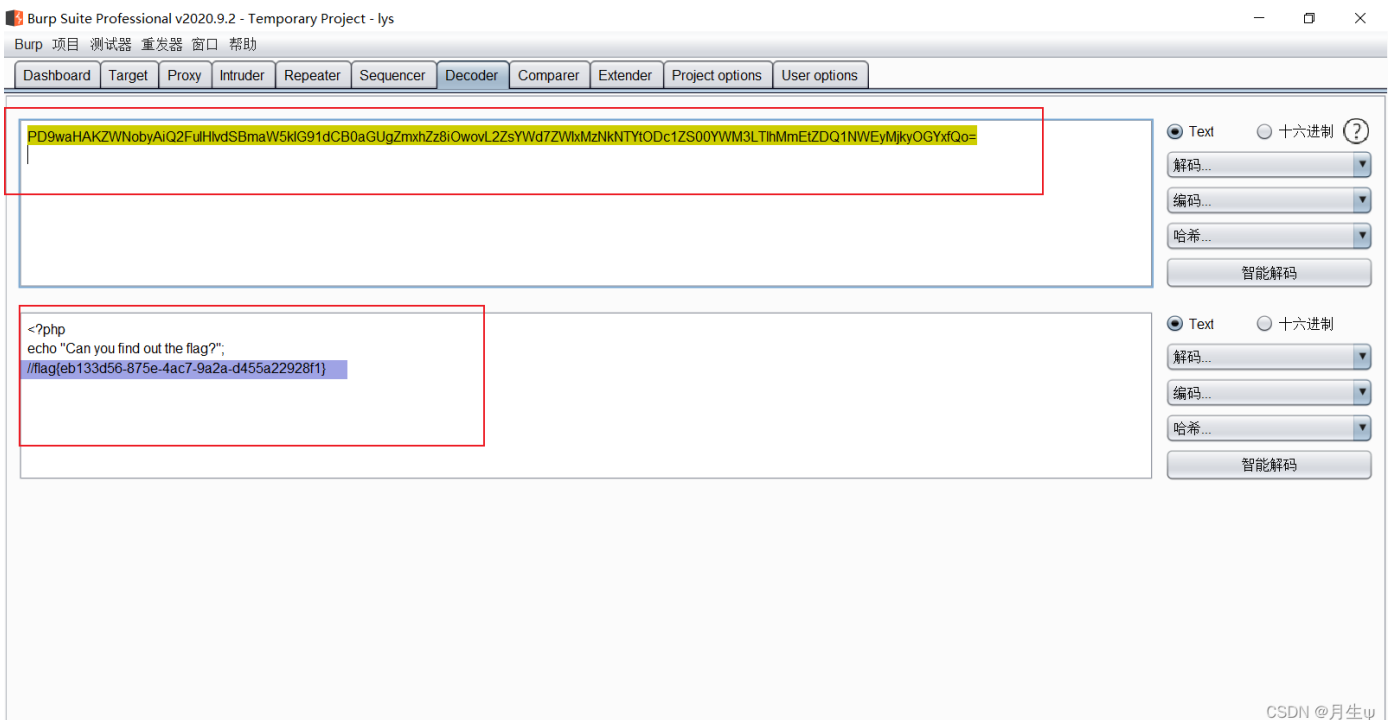 Burp Suite Professional v2020.9.2 - Temporary Project - lys
Burp 项目 测试器 重发器 窗口 帮助
Dashboard Target Proxy Intruder Repeater Sequencer Decoder Comparer Extender Project options User options
PD9waHAKZWNobyAiQ2FuIHlvdSBmaW5kIG91dCB0aGUgZmxhZz8iOwovL2ZsYWd7ZWIxMzNkNTYtODc1ZS00YWM3LTlhMmEtZDQ1NWEyMjkyOGYxfQo=
Text 十六进制 ?
解码...
编码...
哈希...
智能解码
<?php
echo "Can you find out the flag?";
//flag{eb133d56-875e-4ac7-9a2a-d455a22928f1}
Text 十六进制
解码...
编码...
哈希...
智能解码
CSDN @月生ψ